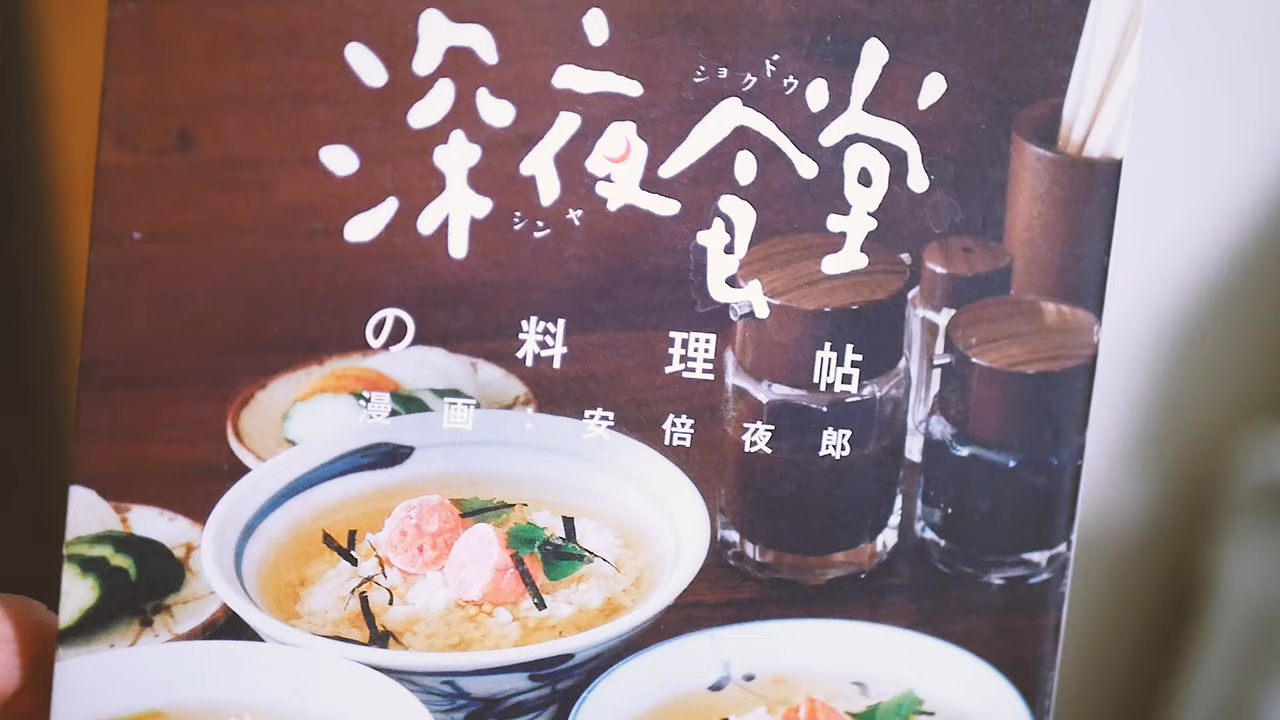 深夜食堂
シンヤ ショクドウ
の料理帖
漫画：安倍夜郎